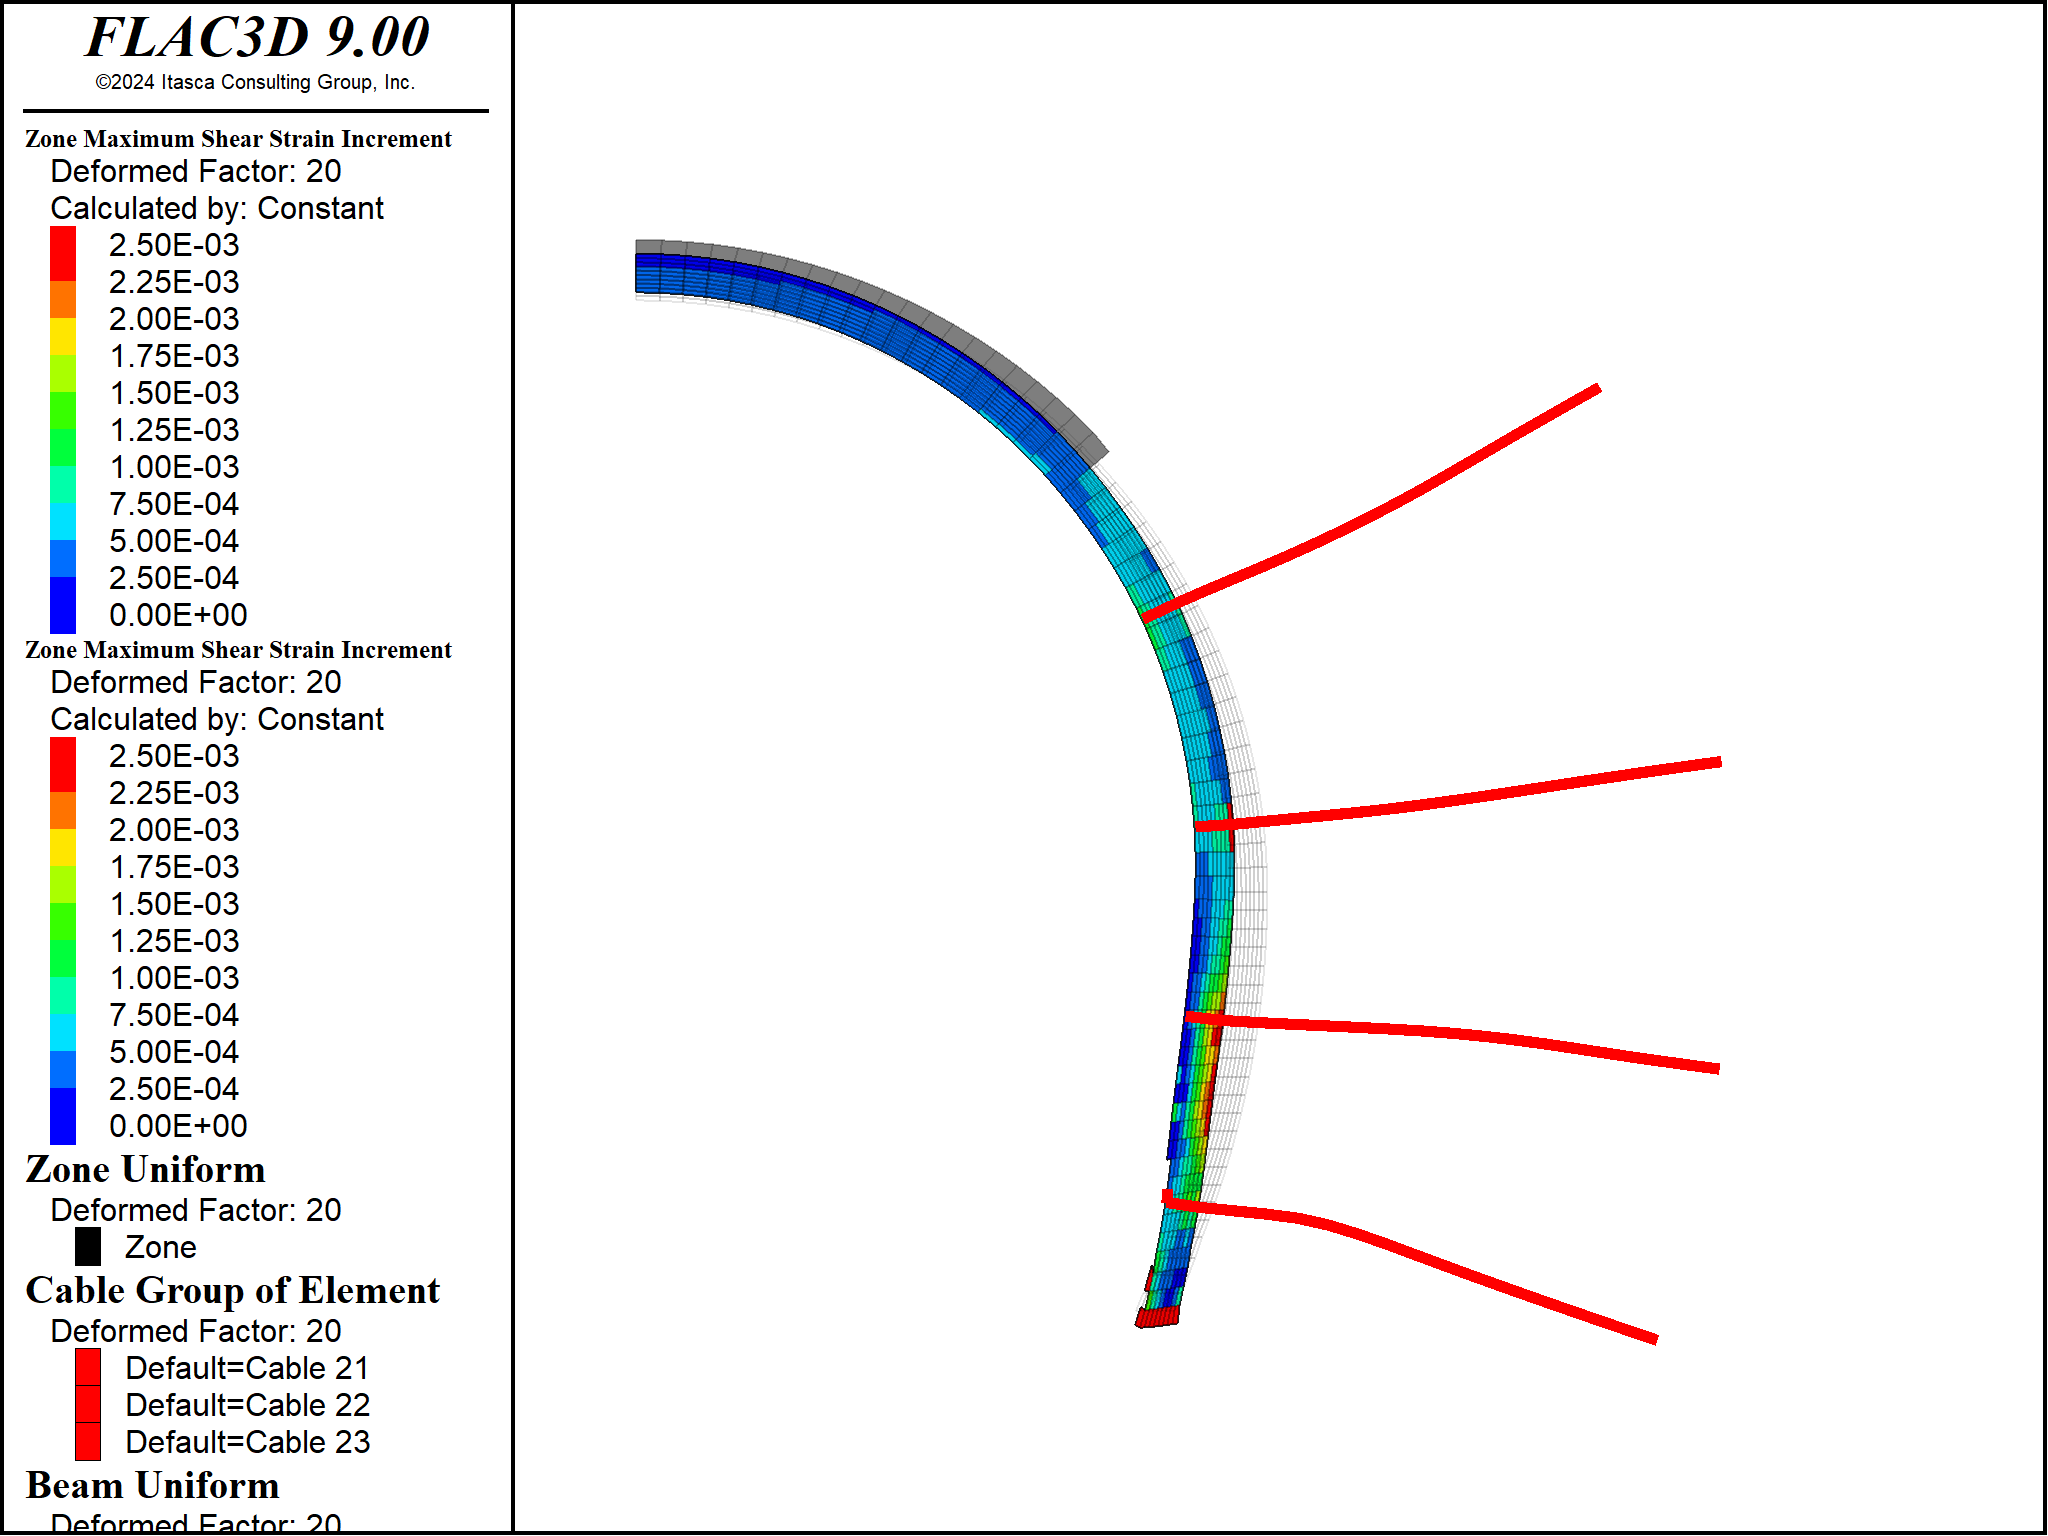 FLAC3D 9.00
©2024 Itasca Consulting Group, Inc.
Zone Maximum Shear Strain Increment
Deformed Factor: 20
Calculated by: Constant
2.50E-03
2.25E-03
2.00E-03
1.75E-03
1.50E-03
1.25E-03
1.00E-03
7.50E-04
5.00E-04
2.50E-04
0.00E+00
Zone Maximum Shear Strain Increment
Deformed Factor: 20
Calculated by: Constant
2.50E-03
2.25E-03
2.00E-03
1.75E-03
1.50E-03
1.25E-03
1.00E-03
7.50E-04
5.00E-04
2.50E-04
0.00E+00
Zone Uniform
Deformed Factor: 20
Zone
Cable Group of Element
Deformed Factor: 20
Default=Cable 21
Default=Cable 22
Default=Cable 23
Beam Uniform
Deformed Factor: 20